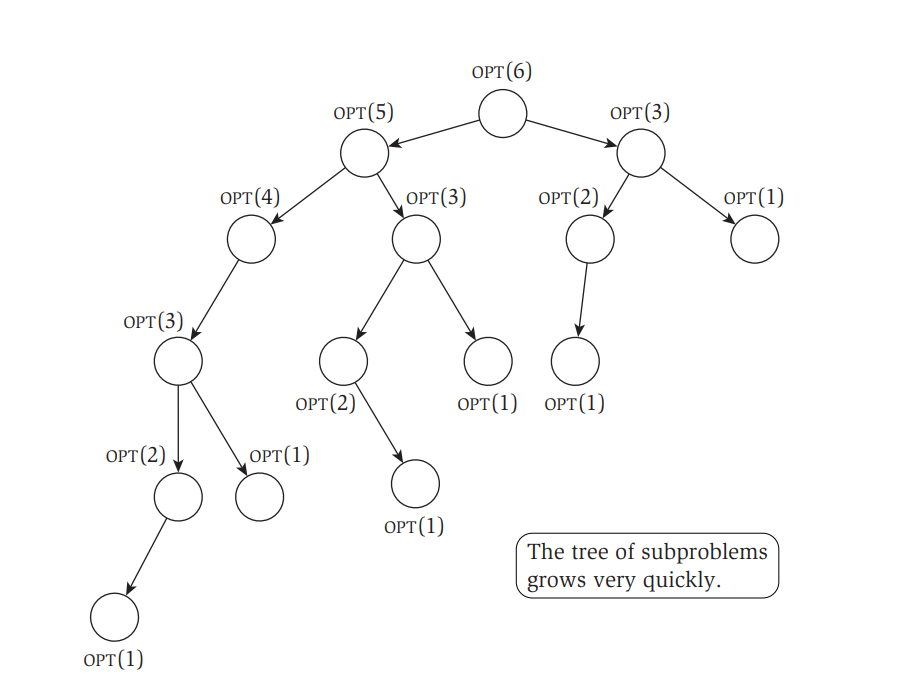 OPT(6)
OPT(5)
OPT(3)
OPT(4)
OPT(3)
OPT(2)
OPT(1)
OPT(3)
OPT(2)
OPT(1)
OPT(1)
OPT(2)
OPT(1)
OPT(1)
The tree of subproblems
grows very quickly.
OPT(1)